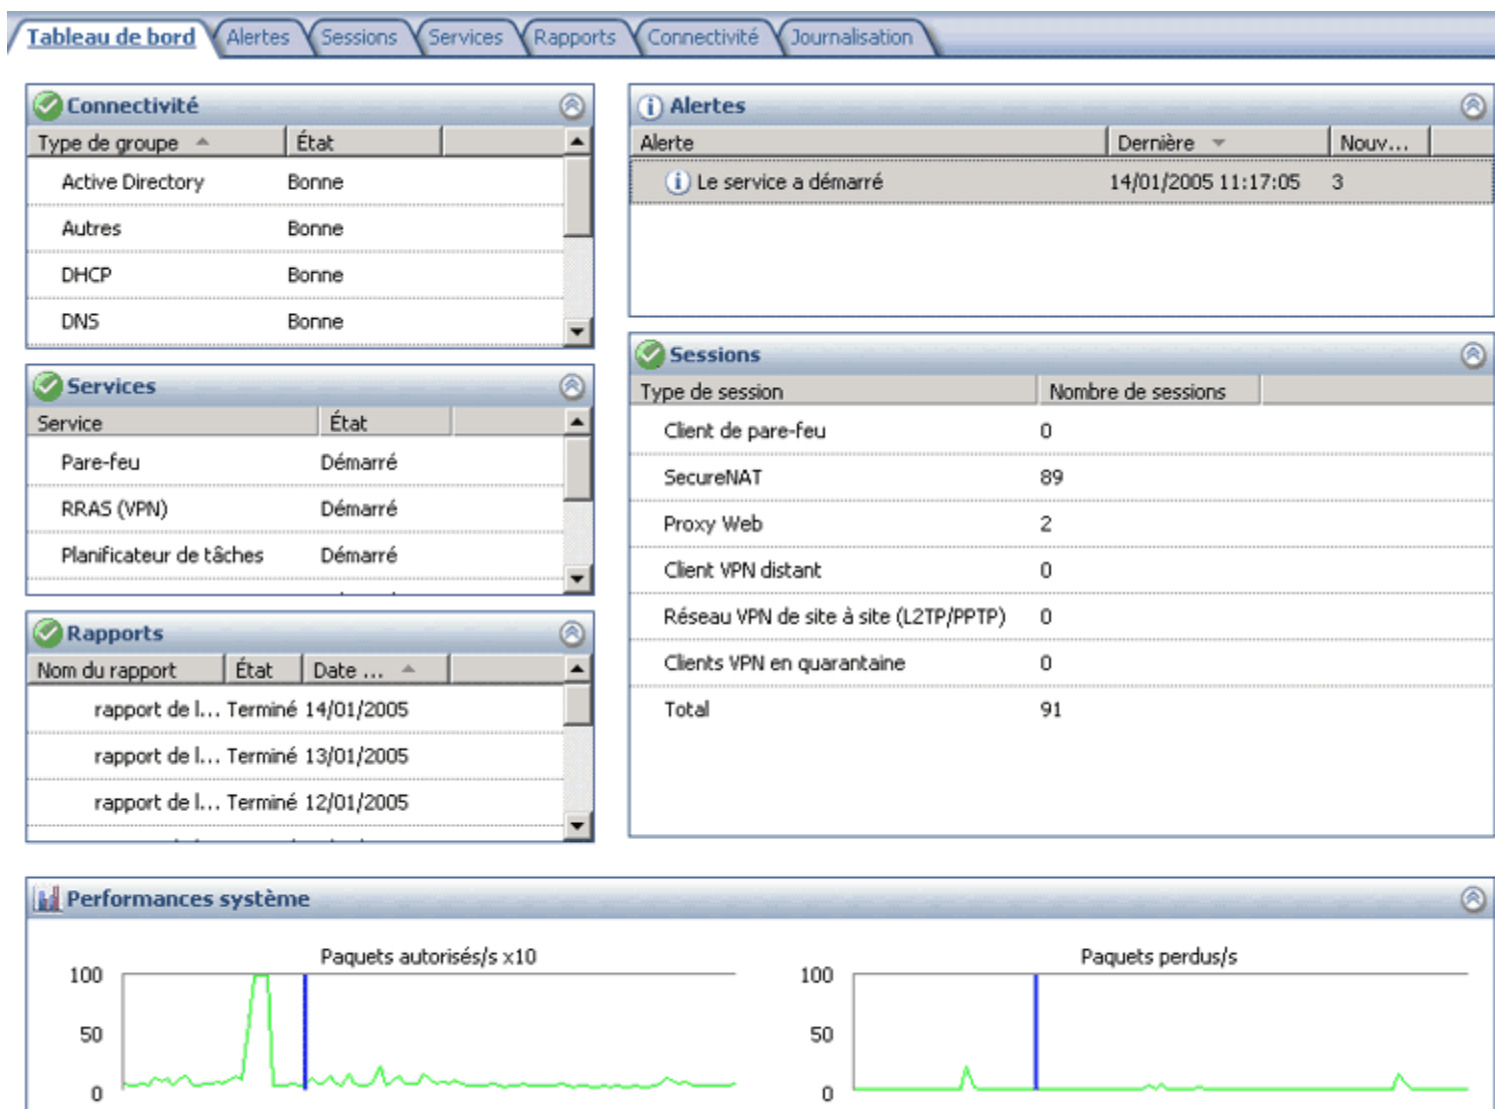 Tableau de bord Alertes Sessions Services Rapports Connectivité Journalisation
Connectivité
Type de groupe État
Active Directory Bonne
Autres Bonne
DHCP Bonne
DNS Bonne
Services
Service État
Pare-feu Démarré
RRAS (VPN) Démarré
Planificateur de tâches Démarré
Rapports
Nom du rapport État Date ...
rapport de l... Terminé 14/01/2005
rapport de l... Terminé 13/01/2005
rapport de l... Terminé 12/01/2005
Alertes
Alerte Dernière Nouv...
Le service a démarré 14/01/2005 11:17:05 3
Sessions
Type de session Nombre de sessions
Client de pare-feu 0
SecureNAT 89
Proxy Web 2
Client VPN distant 0
Réseau VPN de site à site (L2TP/PPTP) 0
Clients VPN en quarantaine 0
Total 91
Performances système
Paquets autorisés/s x10
100
50
0
Paquets perdus/s
100
50
0